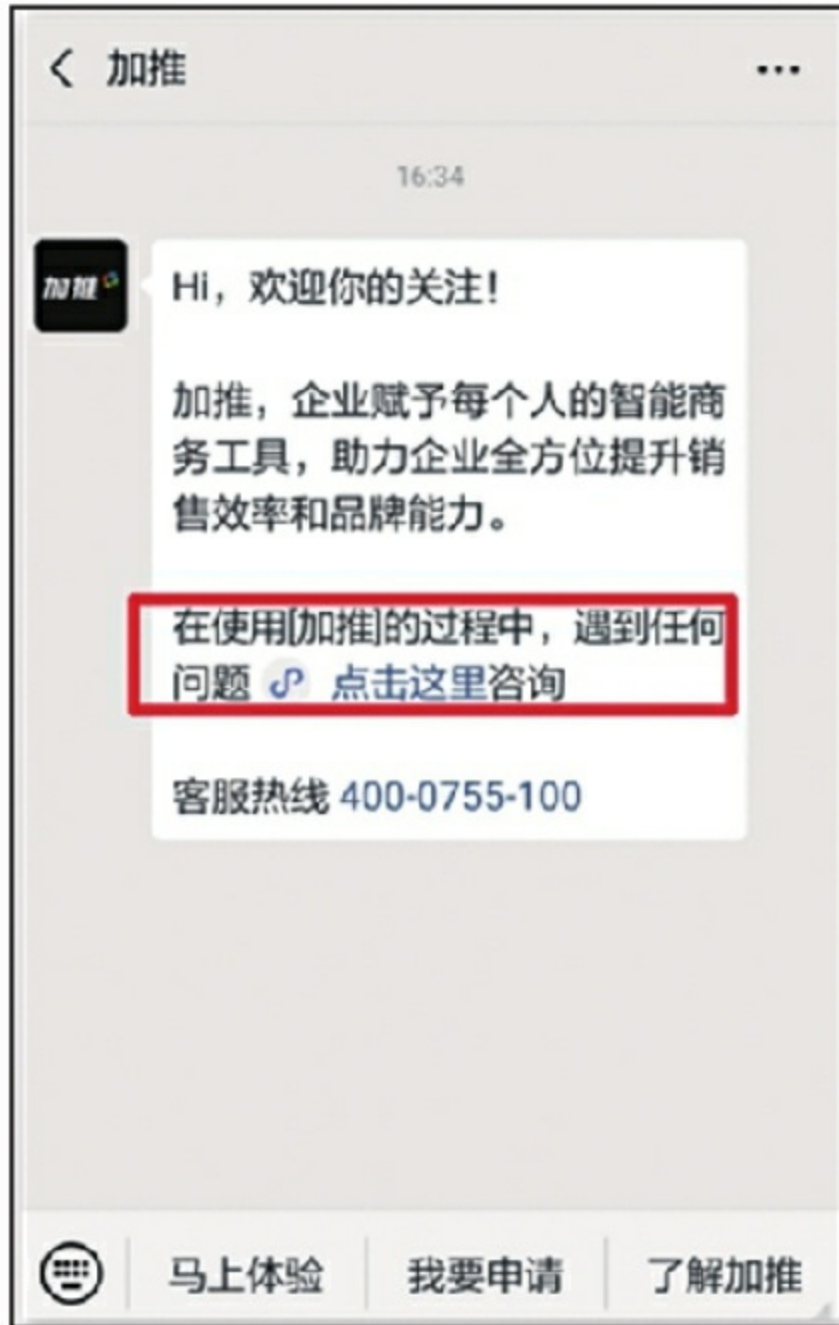 加推
16:34
加推
Hi，欢迎你的关注！
加推，企业赋予每个人的智能商
务工具，助力企业全方位提升销
售效率和品牌能力。
在使用[加推]的过程中，遇到任何
问题 点击这里咨询
客服热线 400-0755-100
马上体验 我要申请 了解加推